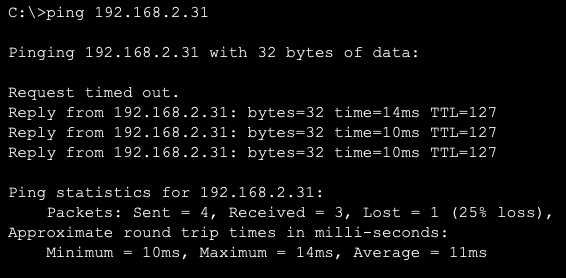 C:\>ping 192.168.2.31
Pinging 192.168.2.31 with 32 bytes of data:
Request timed out.
Reply from 192.168.2.31: bytes=32 time=14ms TTL=127
Reply from 192.168.2.31: bytes=32 time=10ms TTL=127
Reply from 192.168.2.31: bytes=32 time=10ms TTL=127
Ping statistics for 192.168.2.31:
    Packets: Sent = 4, Received = 3, Lost = 1 (25% loss),
Approximate round trip times in milli-seconds:
    Minimum = 10ms, Maximum = 14ms, Average = 11ms